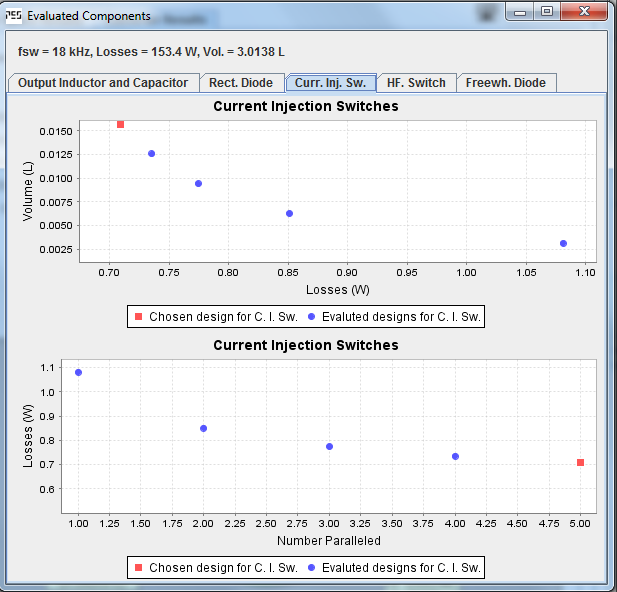 PSS Evaluated Components
fsw = 18 kHz, Losses = 153.4 W, Vol. = 3.0138 L
Output Inductor and Capacitor Rect. Diode Curr. Inj. Sw. HF. Switch Freewh. Diode
Current Injection Switches
Volume (L)
0.0150
0.0125
0.0100
0.0075
0.0050
0.0025
0.70 0.75 0.80 0.85 0.90 0.95 1.00 1.05 1.10
Losses (W)
Chosen design for C. I. Sw. Evaluted designs for C. I. Sw.
Current Injection Switches
Losses (W)
1.1
1.0
0.9
0.8
0.7
0.6
1.00 1.25 1.50 1.75 2.00 2.25 2.50 2.75 3.00 3.25 3.50 3.75 4.00 4.25 4.50 4.75 5.00
Number Paralleled
Chosen design for C. I. Sw. Evaluted designs for C. I. Sw.